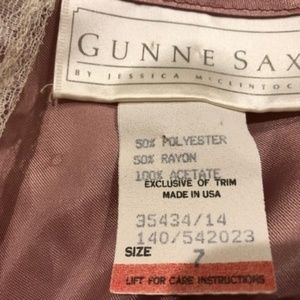 GUNNE SAX
BY JESSICA McCLINTOC
50% POLYESTER
50% RAYON
100% ACETATE
EXCLUSIVE OF TRIM
MADE IN USA
35434/14
140/542023
SIZE 7
LIFT FOR CARE INSTRUCTIONS